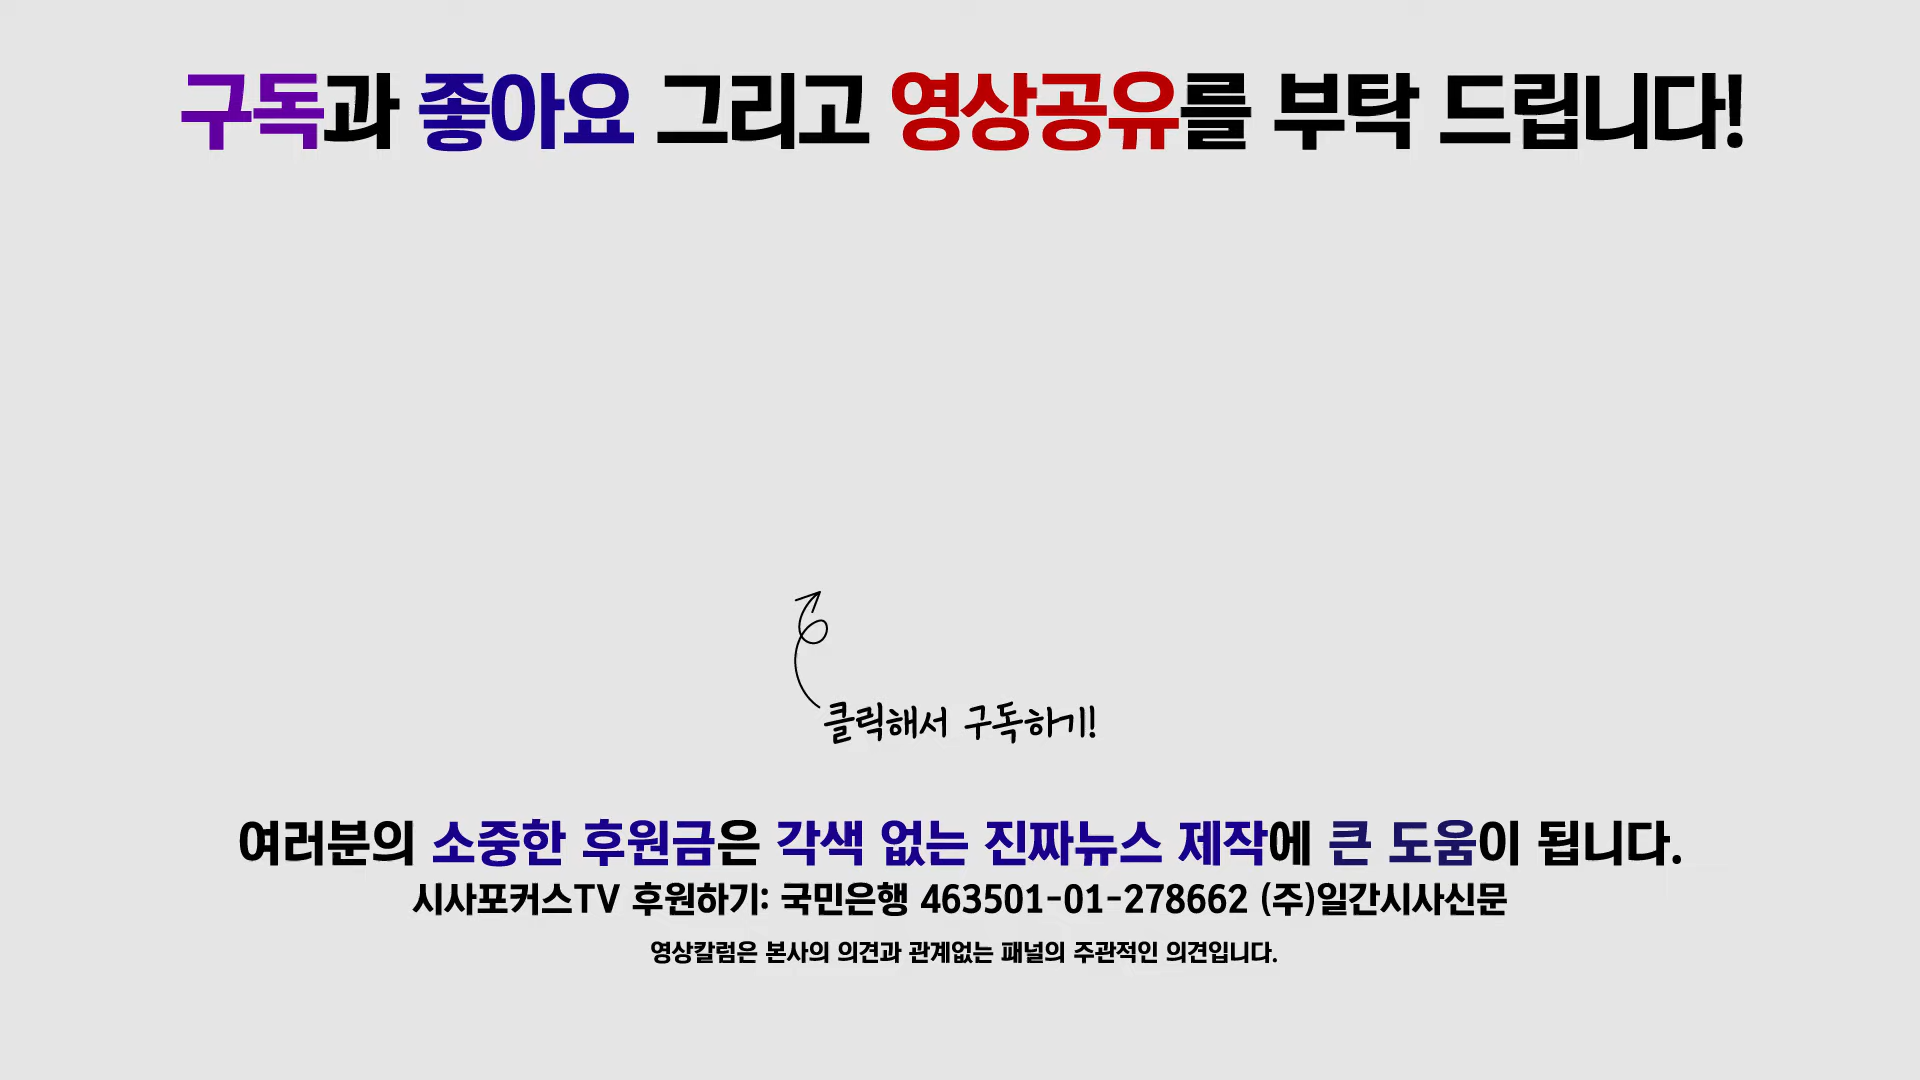 구독과 좋아요 그리고 영상공유를 부탁 드립니다!
클릭해서 구독하기!
여러분의 소중한 후원금은 각색 없는 진짜뉴스 제작에 큰 도움이 됩니다.
시사포커스TV 후원하기: 국민은행 463501-01-278662 (주)일간시사신문
영상칼럼은 본사의 의견과 관계없는 패널의 주관적인 의견입니다.